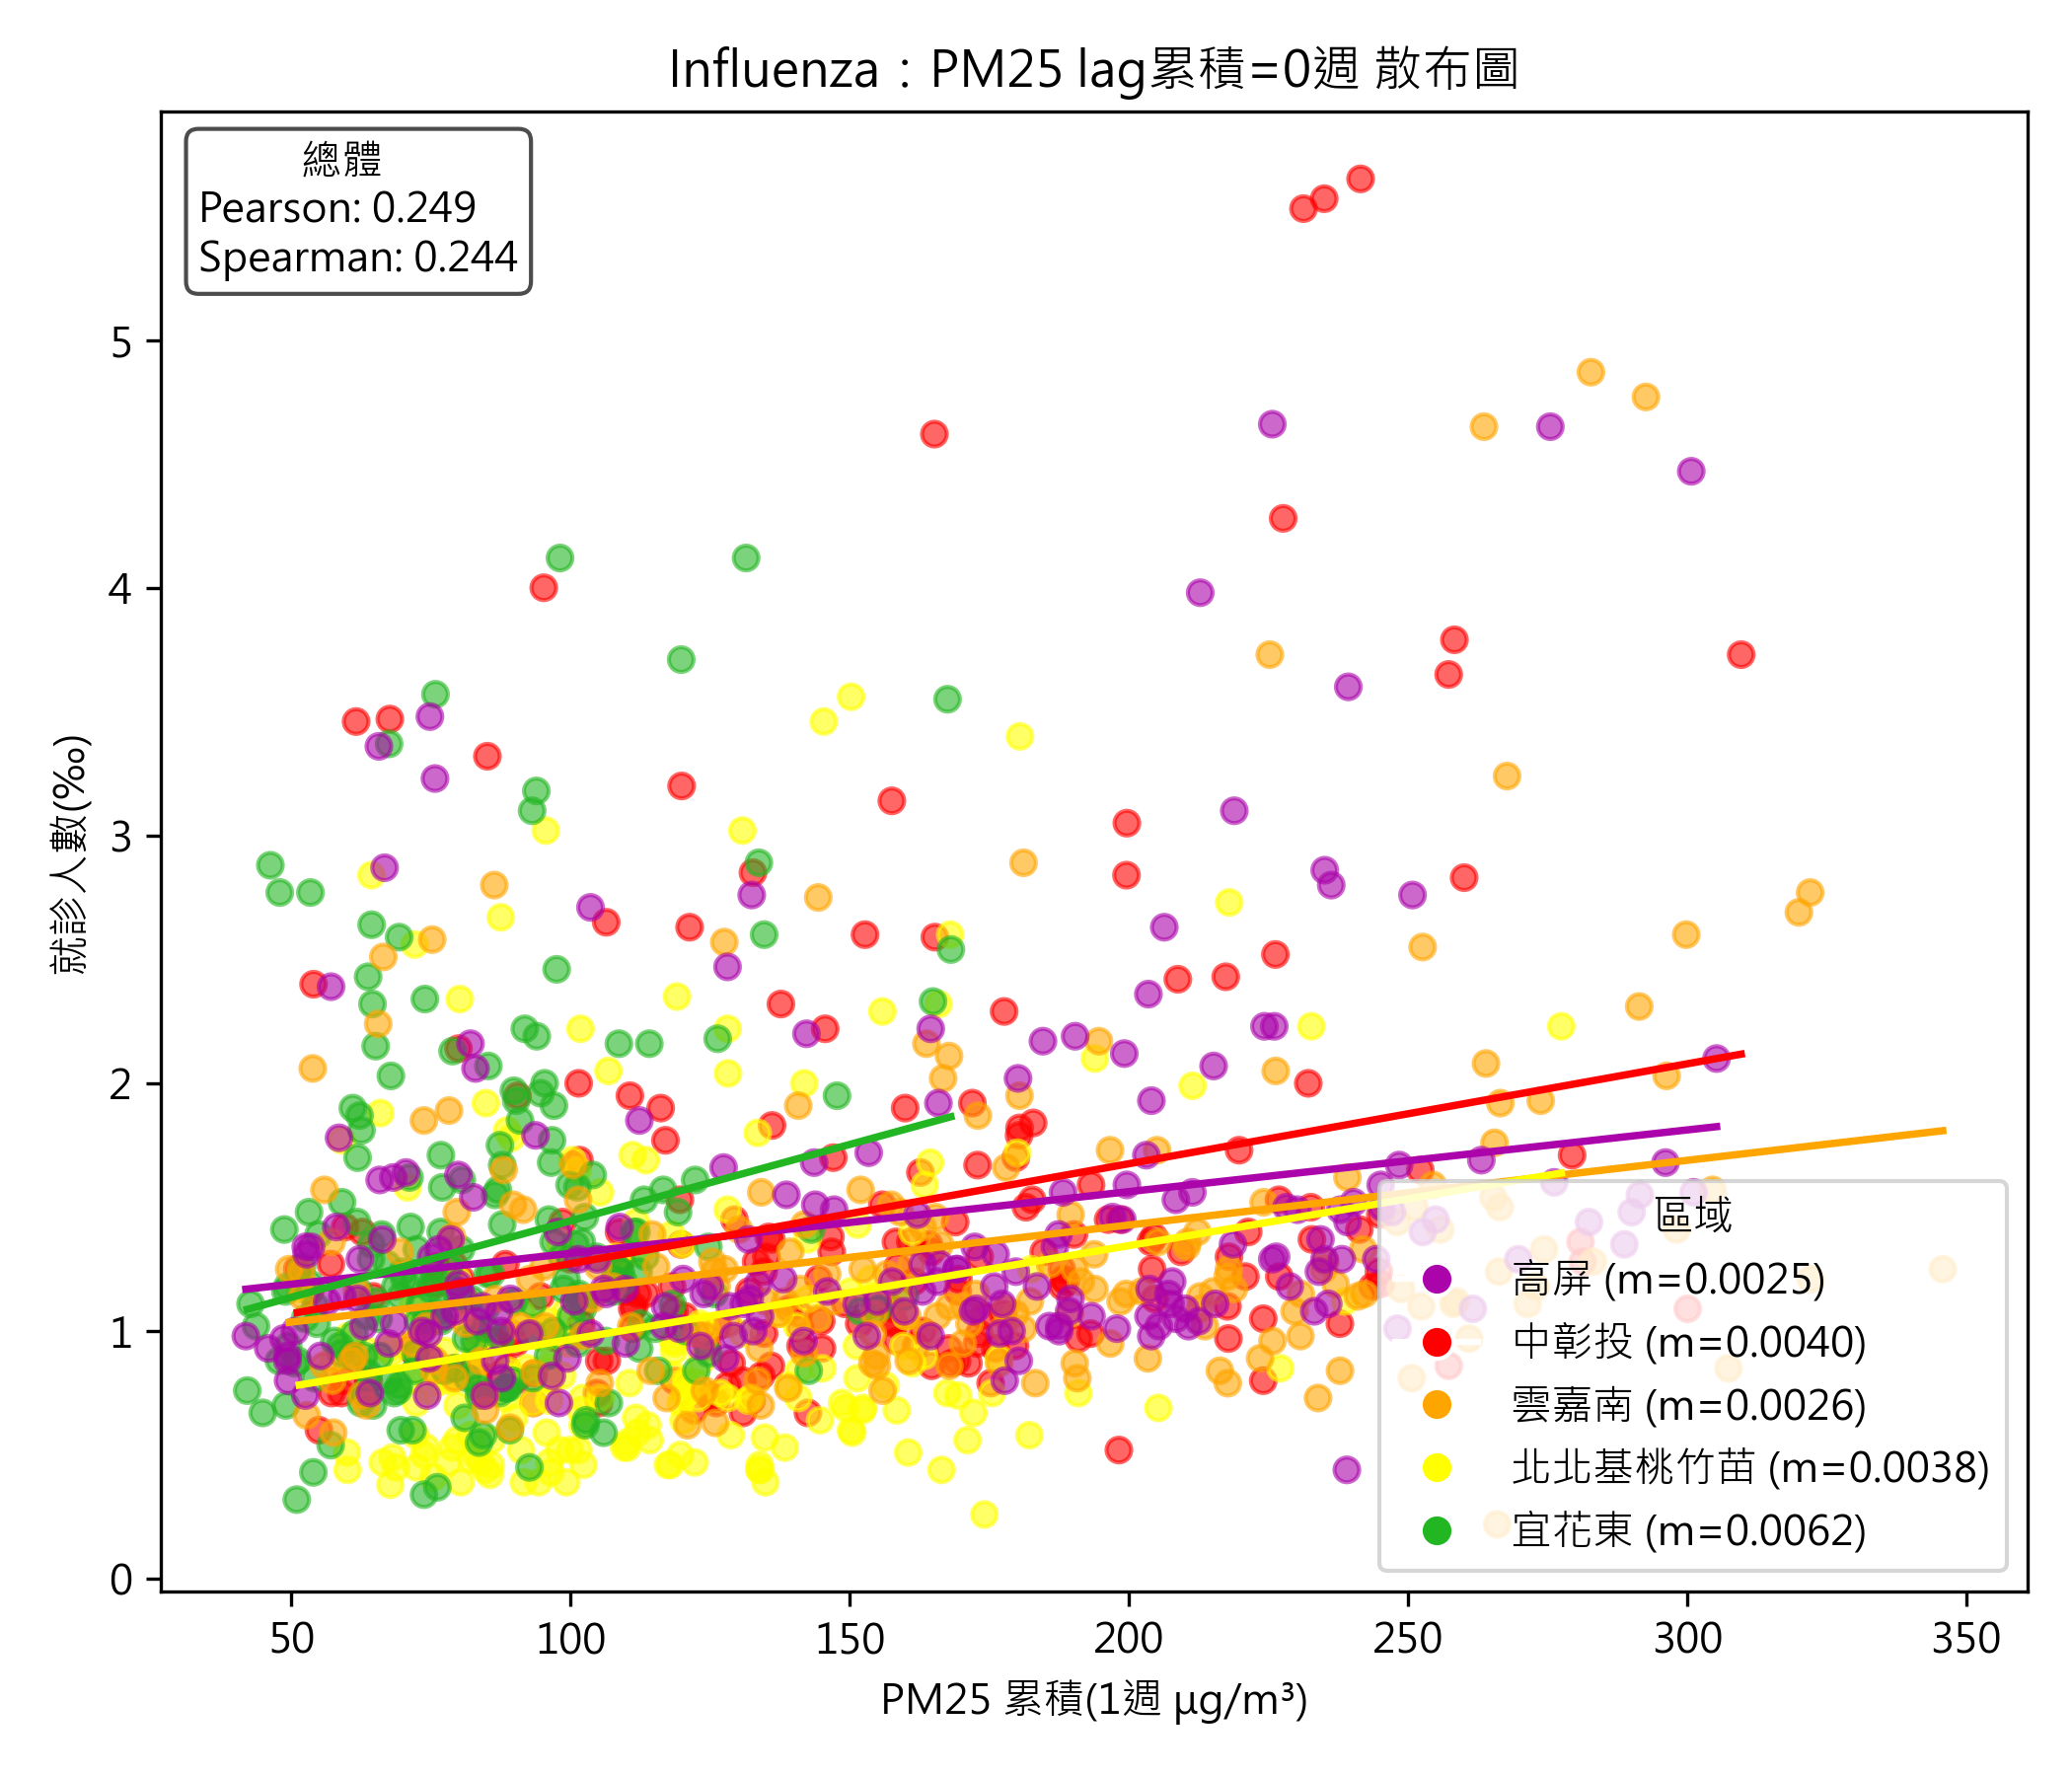 Influenza：PM25 lag累積=0週 散布圖
總體
Pearson: 0.249
Spearman: 0.244
就診人數(‰)
5
4
3
2
1
0
區域
高屏 (m=0.0025)
中彰投 (m=0.0040)
雲嘉南 (m=0.0026)
北北基桃竹苗 (m=0.0038)
宜花東 (m=0.0062)
50 100 150 200 250 300 350
PM25 累積(1週 μg/m³)